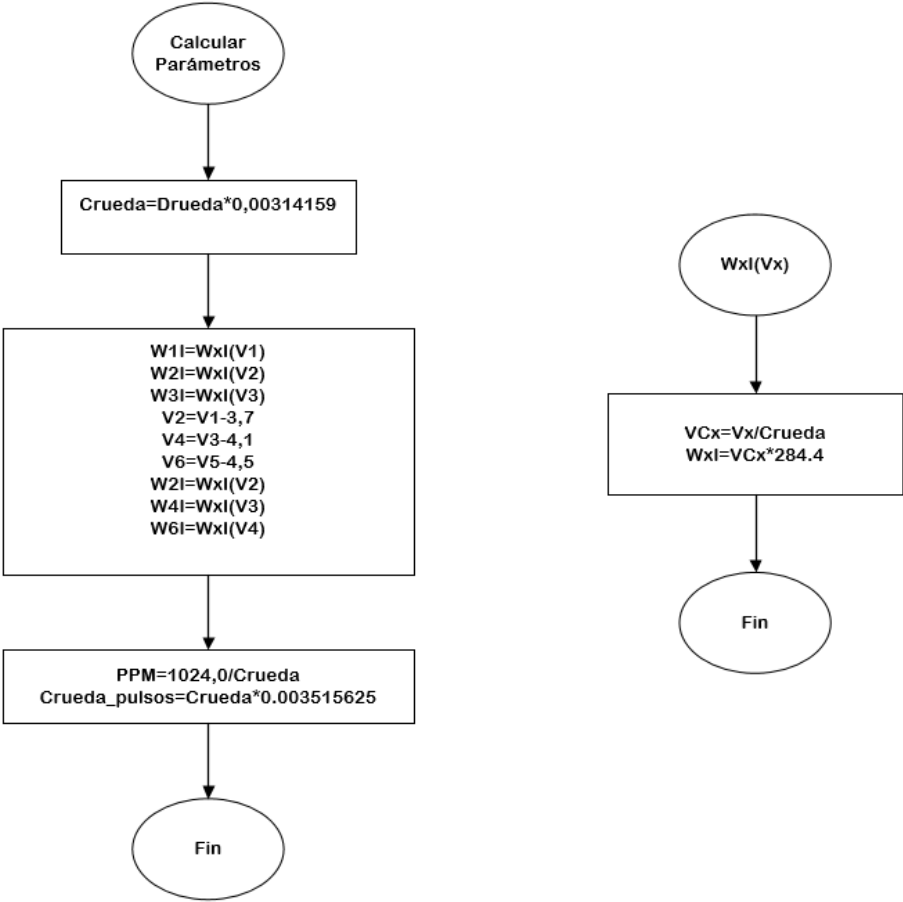 Calcular
Parámetros
Crueda=Drueda*0,00314159
W1I=WxI(V1)
W2I=WxI(V2)
W3I=WxI(V3)
V2=V1-3,7
V4=V3-4,1
V6=V5-4,5
W2I=WxI(V2)
W4I=WxI(V3)
W6I=WxI(V4)
PPM=1024,0/Crueda
Crueda_pulsos=Crueda*0.003515625
Fin
WxI(Vx)
VCx=Vx/Crueda
WxI=VCx*284.4
Fin